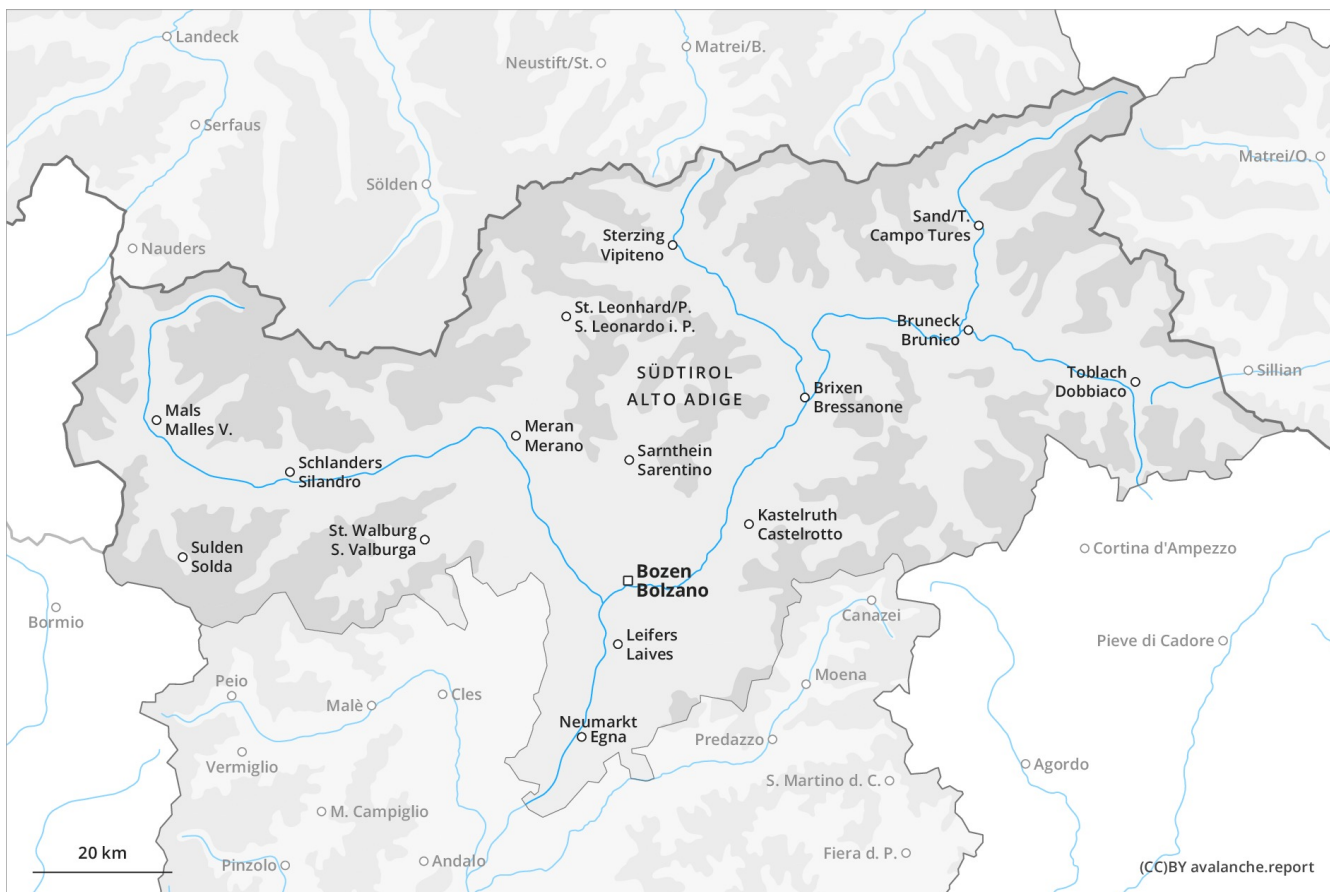 Landeck
Matrei/B.
Neustift/St.
Serfaus
Matrei/O.
Sölden
Sand/T.
Campo Tures
Sterzing
Vipiteno
Nauders
St. Leonhard/P.
S. Leonardo i. P.
Bruneck
Brunico
SÜDTIROL
ALTO ADIGE
Toblach
Dobbiaco
Sillian
Brixen
Bressanone
Mals
Malles V.
Meran
Merano
Schlanders
Silandro
Sarnthein
Sarentino
Kastelruth
Castelrotto
St. Walburg
S. Valburga
Sulden
Solda
Cortina d'Ampezzo
Bozen
Bolzano
Bormio
Canazei
Leifers
Laives
Pieve di Cadore
Moena
Peio
Malè
Cles
Neumarkt
Egna
Predazzo
Vermiglio
Agordo
S. Martino d. C.
M. Campiglio
20 km
Pinzolo
Andalo
Fiera d. P.
(CC)BY avalanche.report